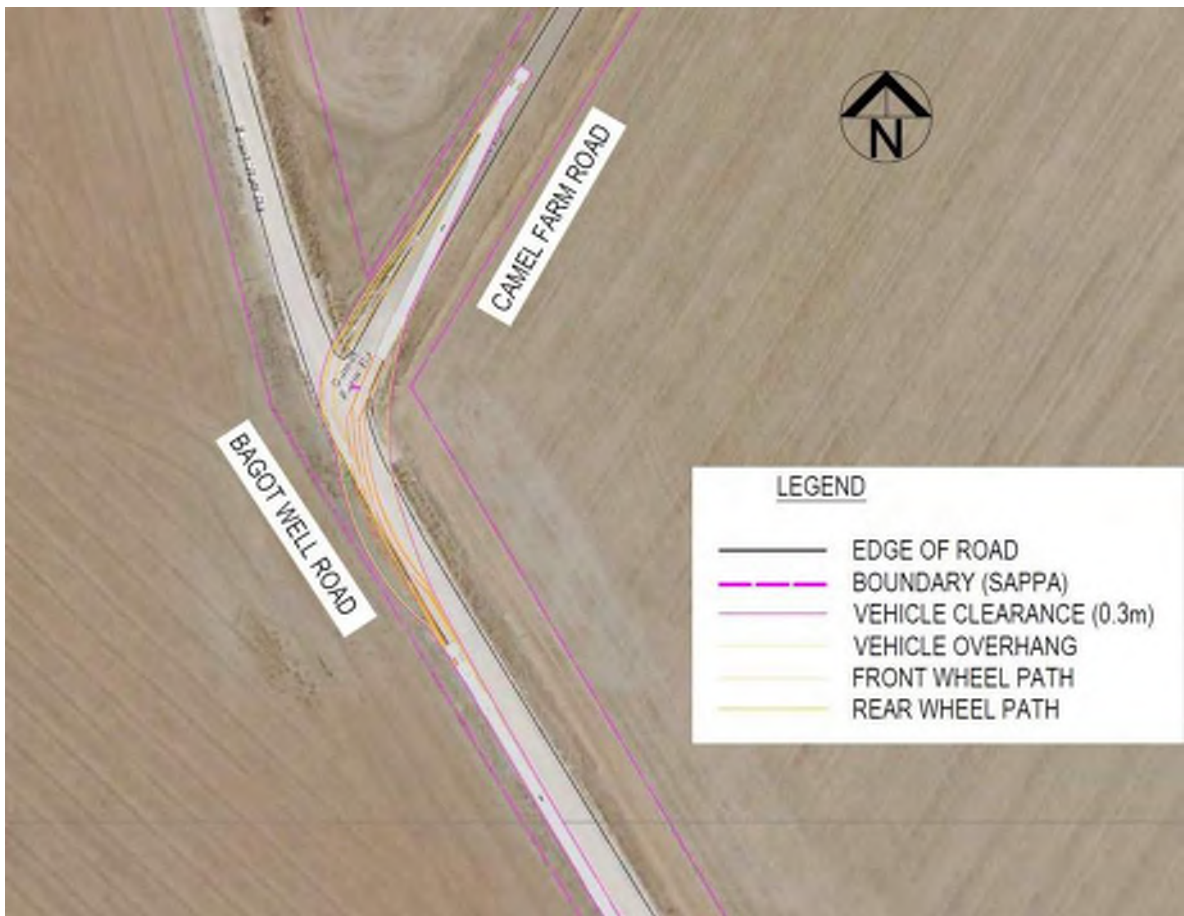 N
CAMEL FARM ROAD
BAGOT WELL ROAD
LEGEND
EDGE OF ROAD
BOUNDARY (SAPPA)
VEHICLE CLEARANCE (0.3m)
VEHICLE OVERHANG
FRONT WHEEL PATH
REAR WHEEL PATH